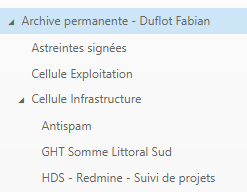 Archive permanente - Duflot Fabian
Astreintes signées
Cellule Exploitation
Cellule Infrastructure
Antispam
GHT Somme Littoral Sud
HDS - Redmine - Suivi de projets